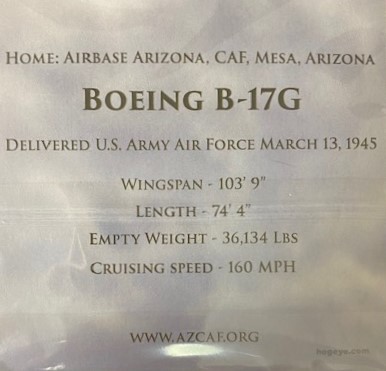 HOME: AIRBASE ARIZONA, CAF, MESA, ARIZONA
BOEING B-17G
DELIVERED U.S. ARMY AIR FORCE MARCH 13, 1945
WINGSPAN - 103' 9"
LENGTH - 74' 4"
EMPTY WEIGHT - 36,134 LBS
CRUISING SPEED - 160 MPH
WWW.AZCAF.ORG